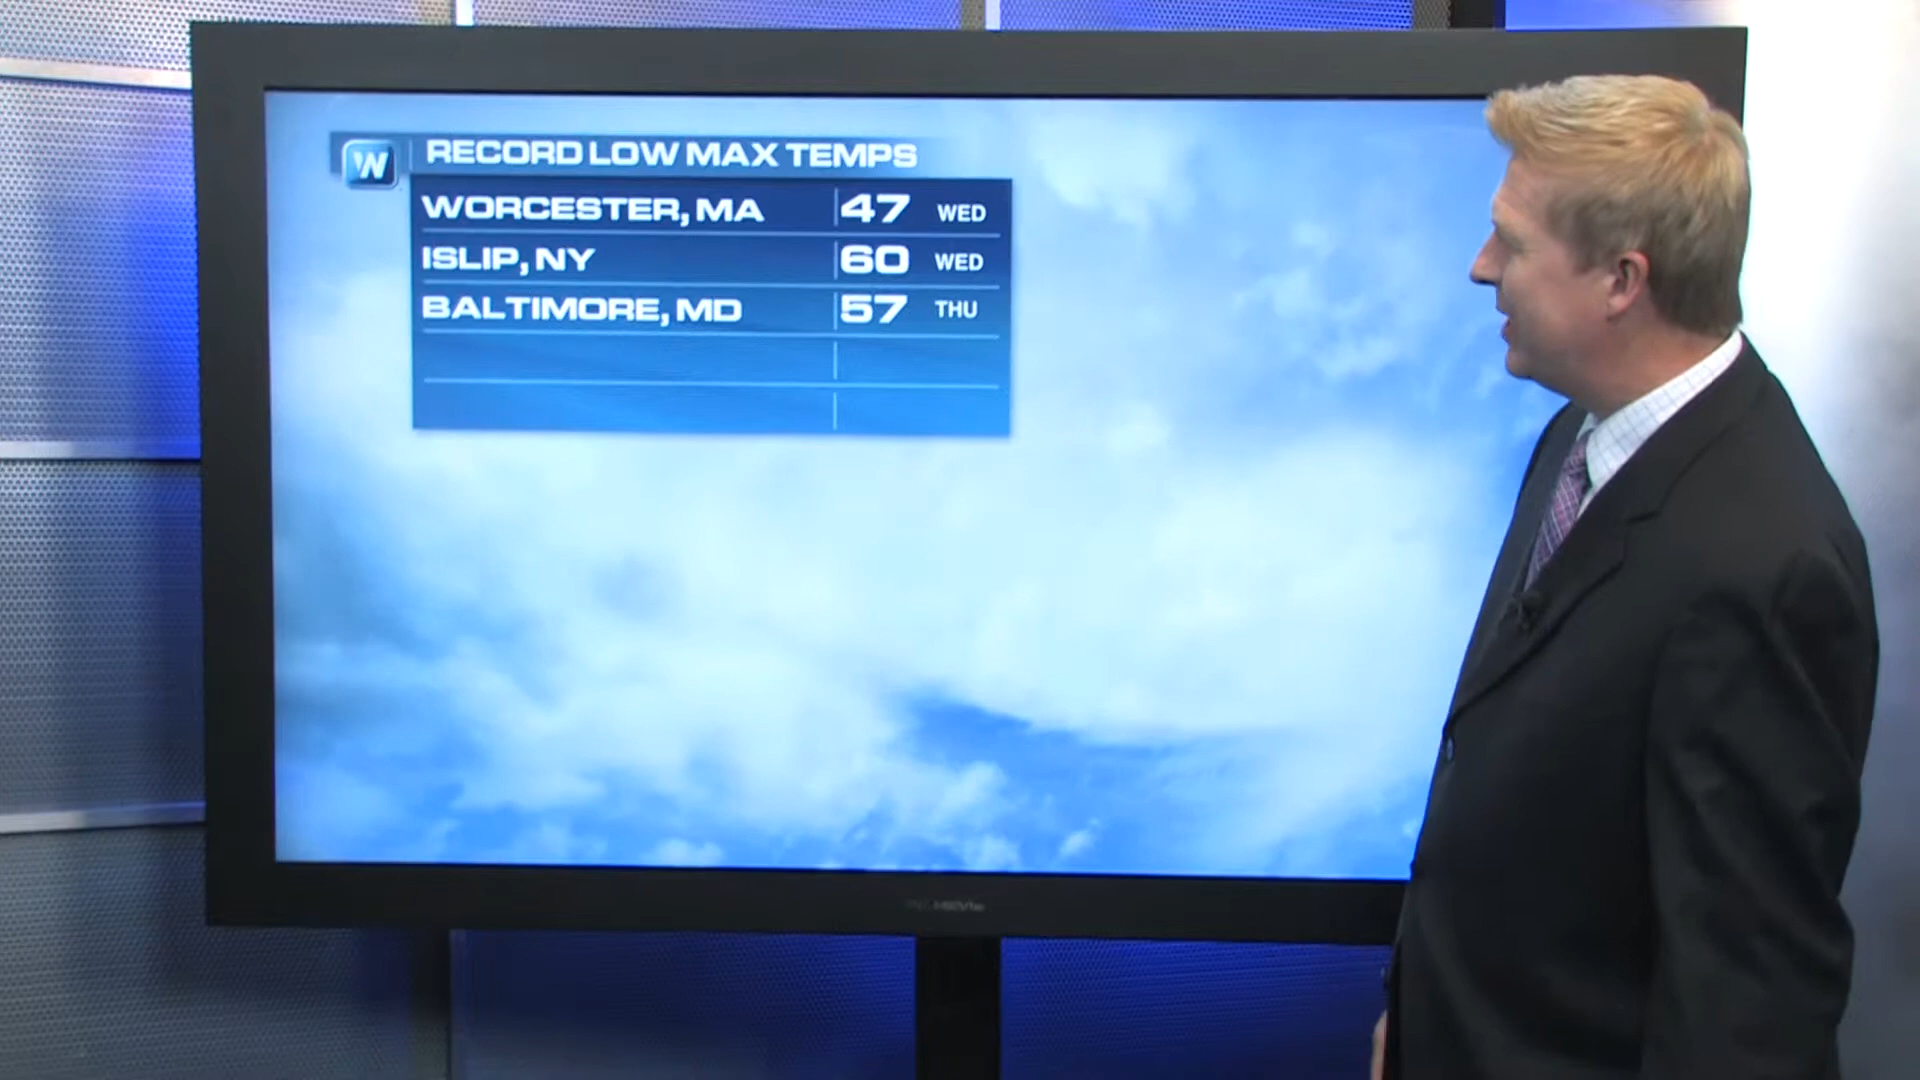 W RECORD LOW MAX TEMPS
WORCESTER, MA 47 WED
ISLIP, NY 60 WED
BALTIMORE, MD 57 THU